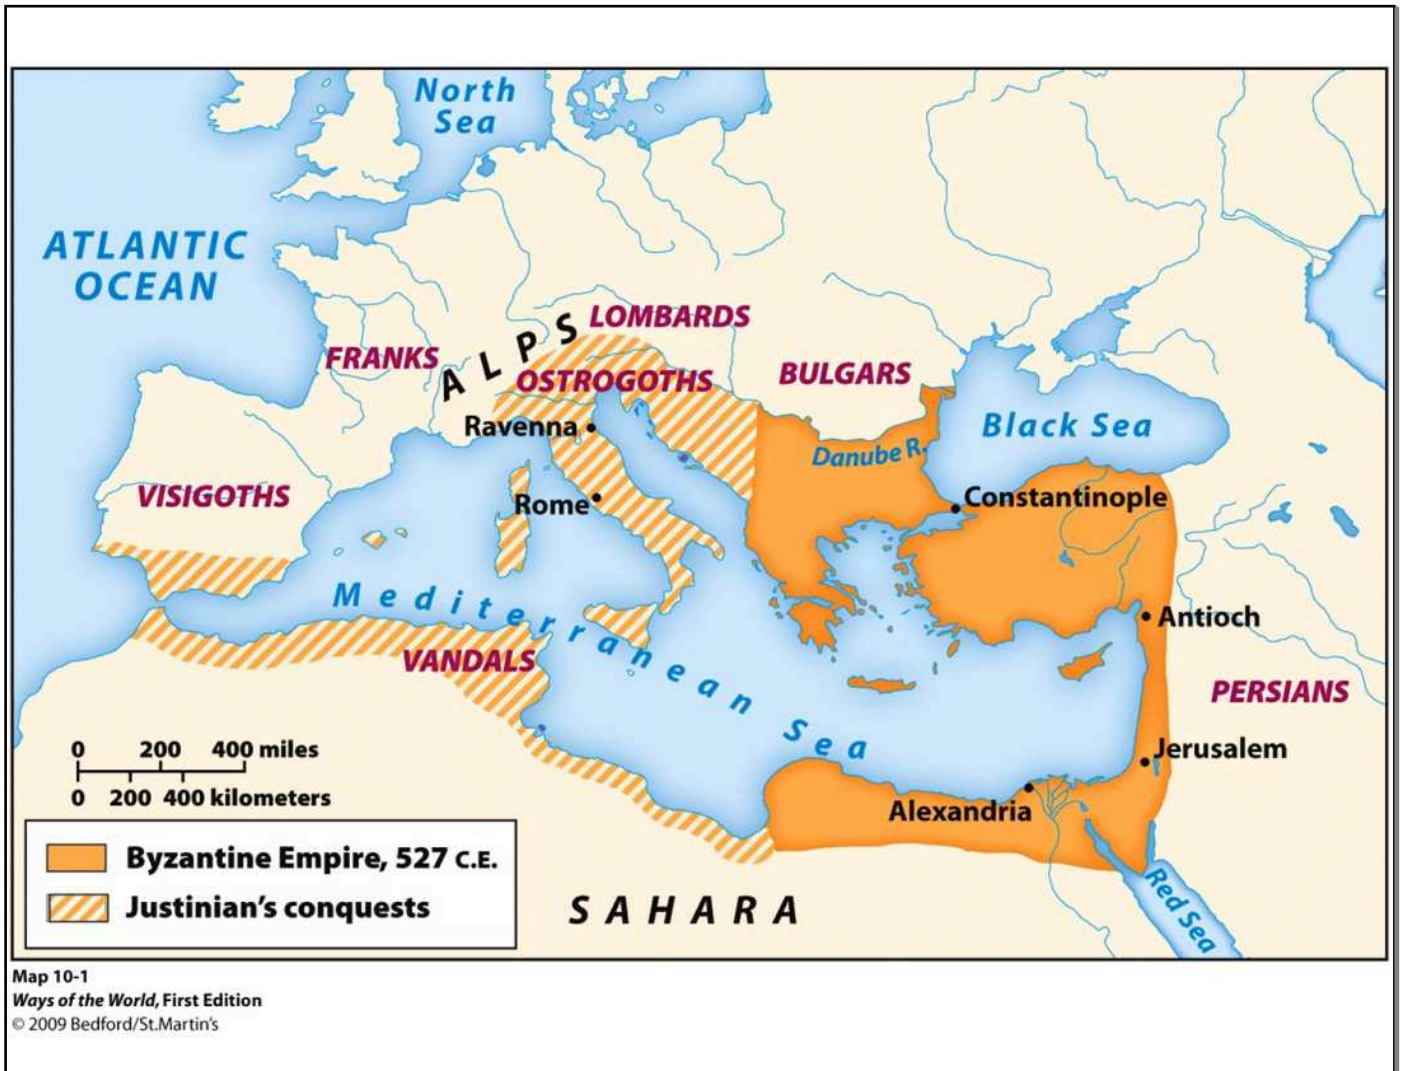 North
Sea
ATLANTIC
OCEAN
LOMBARDS
ALPS
FRANKS
OSTROGOTHS
BULGARS
Ravenna
Black Sea
Danube R.
VISIGOTHS
Rome
Constantinople
Mediterranean Sea
Antioch
VANDALS
PERSIANS
Jerusalem
Alexandria
0 200 400 miles
0 200 400 kilometers
Byzantine Empire, 527 C.E.
Justinian's conquests
SAHARA
Red Sea
Map 10-1
Ways of the World, First Edition
© 2009 Bedford/St.Martin's